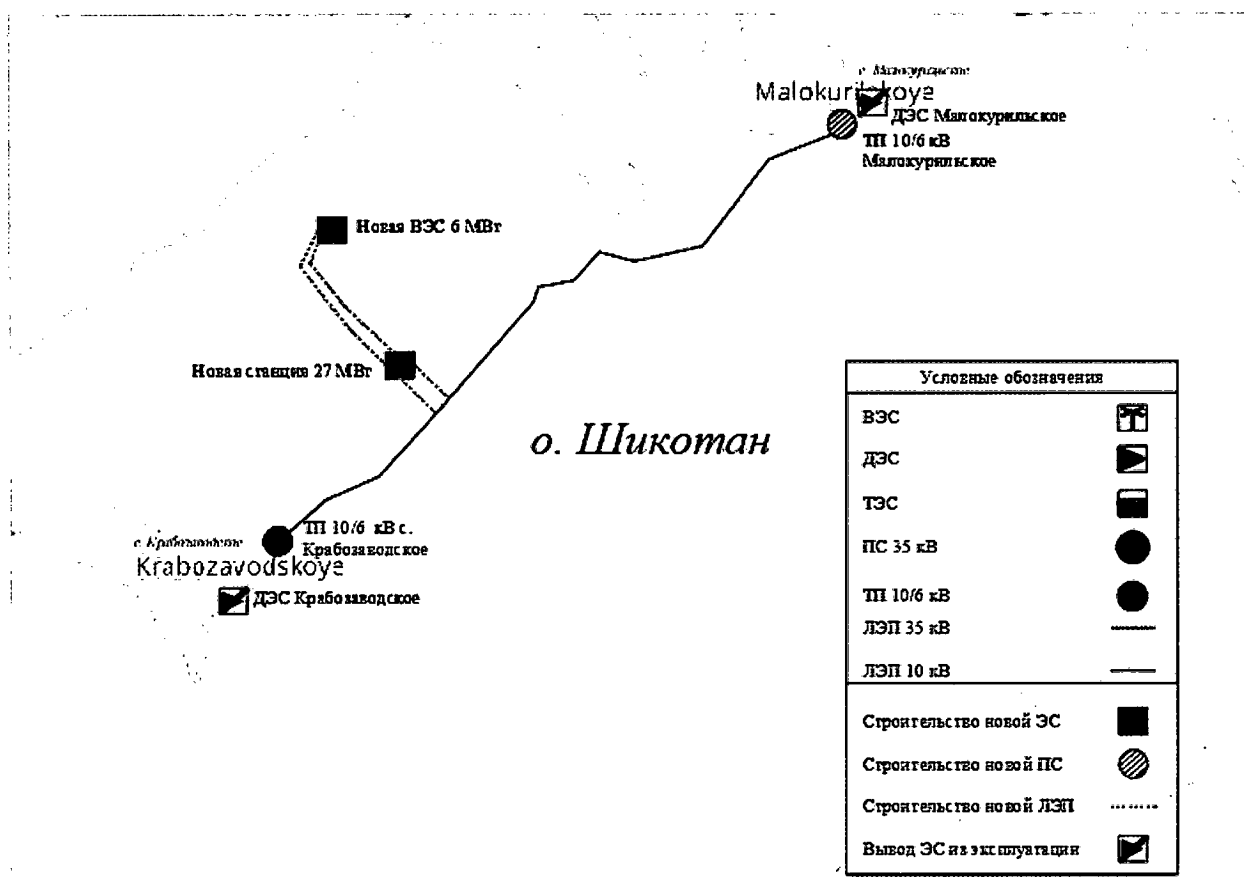 с. Малокурильское
Malokurilskoye
ДЭС Малокурильское
ТП 10/6 кВ
Малокурильское
Новая ВЭС 6 МВт
Новая станция 27 МВт
о. Шикотан
ТП 10/6 кВ с.
Крабозаводское
с. Крабозаводское
Krabozavodskoye
ДЭС Крабозаводское
Условные обозначения
ВЭС
ДЭС
ТЭС
ПС 35 кВ
ТП 10/6 кВ
ЛЭП 35 кВ
ЛЭП 10 кВ
Строительство новой ЭС
Строительство новой ПС
Строительство новой ЛЭП
Вывод ЭС из эксплуатации